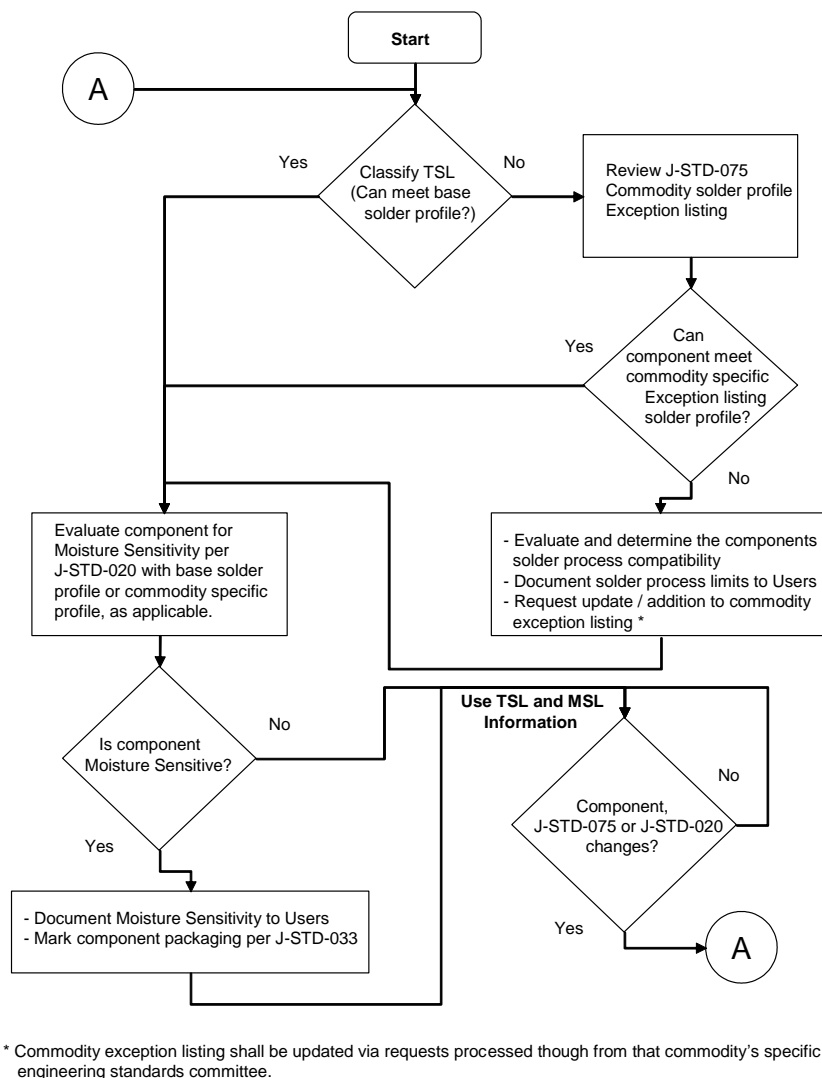 Start
A
Yes
Classify TSL
(Can meet base
solder profile?)
No
Review J-STD-075
Commodity solder profile
Exception listing
Yes
Can
component meet
commodity specific
Exception listing
solder profile?
No
Evaluate component for
Moisture Sensitivity per
J-STD-020 with base solder
profile or commodity specific
profile, as applicable.
- Evaluate and determine the components
solder process compatibility
- Document solder process limits to Users
- Request update / addition to commodity
exception listing *
Is component
Moisture Sensitive?
No
Yes
Use TSL and MSL
Information
Component,
J-STD-075 or J-STD-020
changes?
No
Yes
- Document Moisture Sensitivity to Users
- Mark component packaging per J-STD-033
A
* Commodity exception listing shall be updated via requests processed though from that commodity's specific
engineering standards committee.